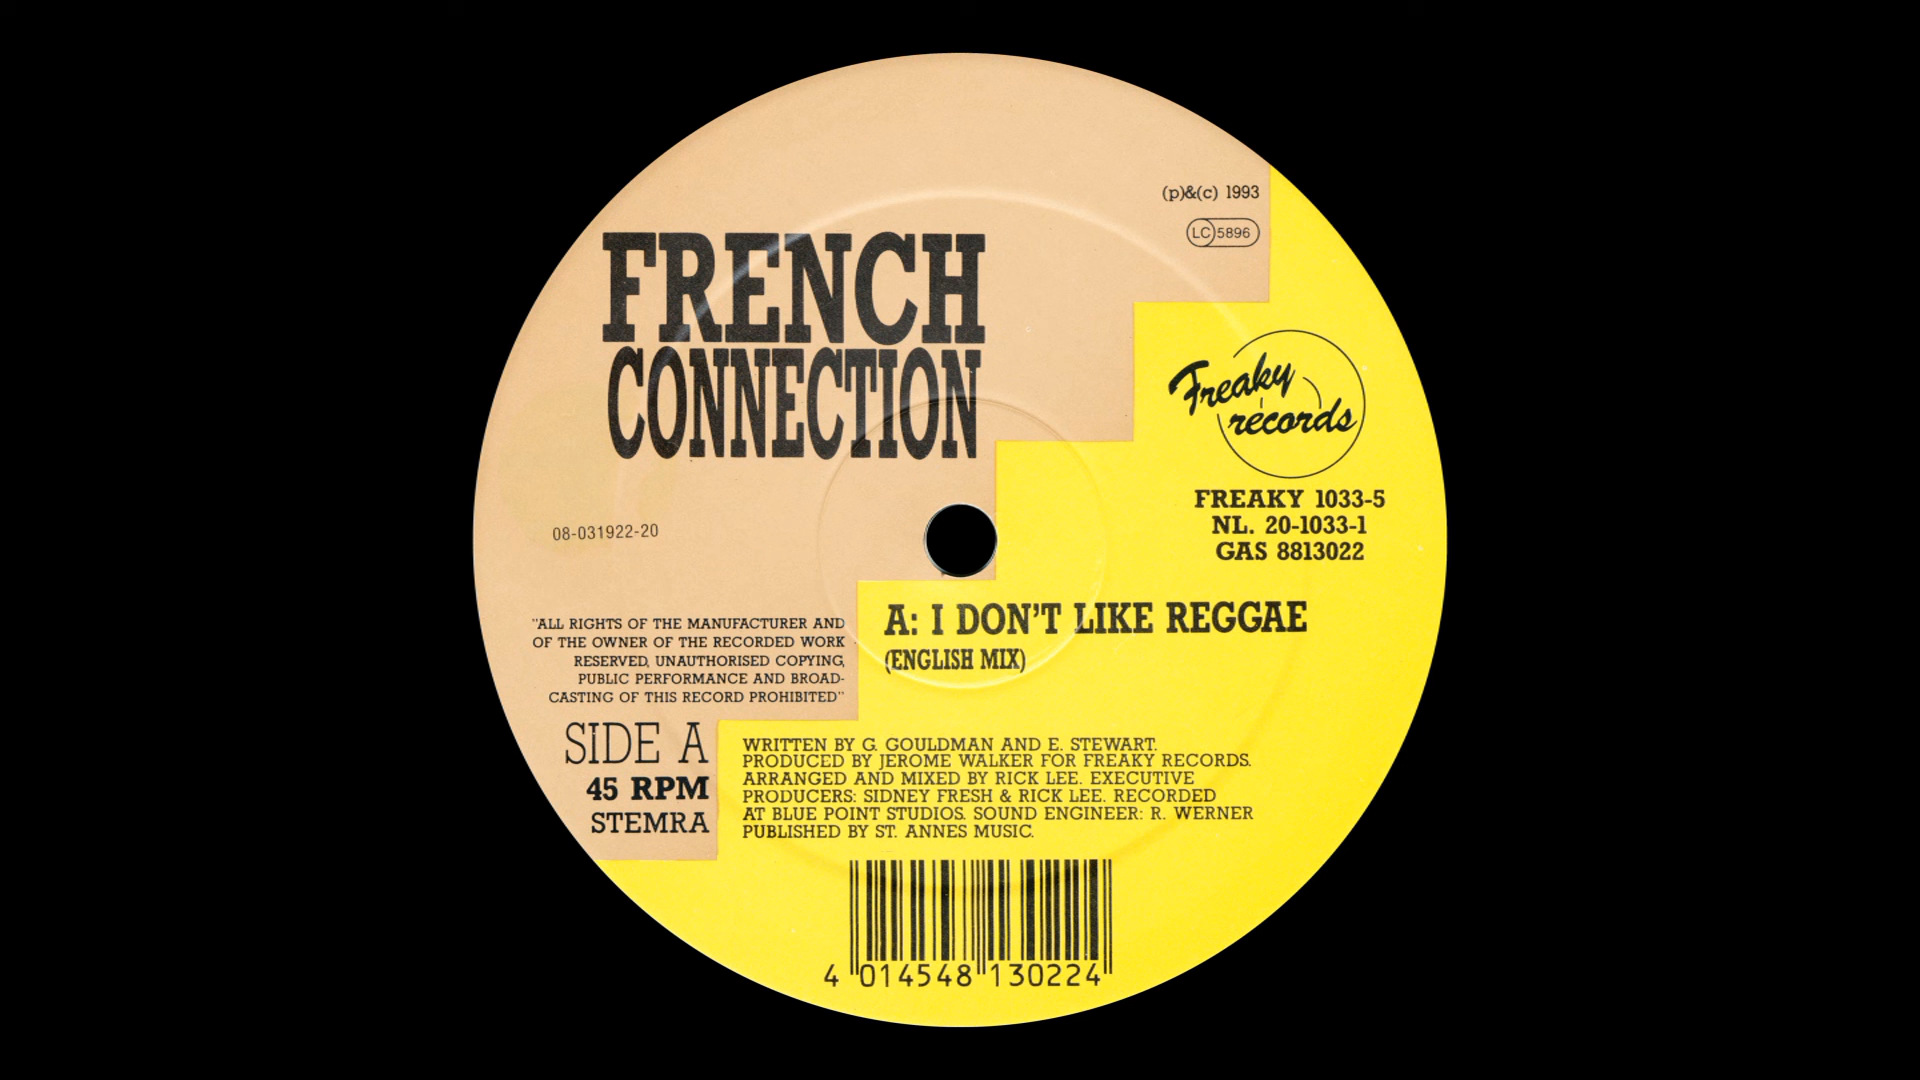 (p)&(c) 1993
LC 5896
FRENCH
CONNECTION
Freaky
records
FREAKY 1033-5
NL. 20-1033-1
GAS 8813022
08-031922-20
A: I DON'T LIKE REGGAE
(ENGLISH MIX)
"ALL RIGHTS OF THE MANUFACTURER AND
OF THE OWNER OF THE RECORDED WORK
RESERVED, UNAUTHORISED COPYING,
PUBLIC PERFORMANCE AND BROAD-
CASTING OF THIS RECORD PROHIBITED"
SIDE A
45 RPM
STEMRA
WRITTEN BY G. GOULDMAN AND E. STEWART.
PRODUCED BY JEROME WALKER FOR FREAKY RECORDS.
ARRANGED AND MIXED BY RICK LEE. EXECUTIVE
PRODUCERS: SIDNEY FRESH & RICK LEE. RECORDED
AT BLUE POINT STUDIOS. SOUND ENGINEER: R. WERNER
PUBLISHED BY ST. ANNES MUSIC.
4 014548 130224